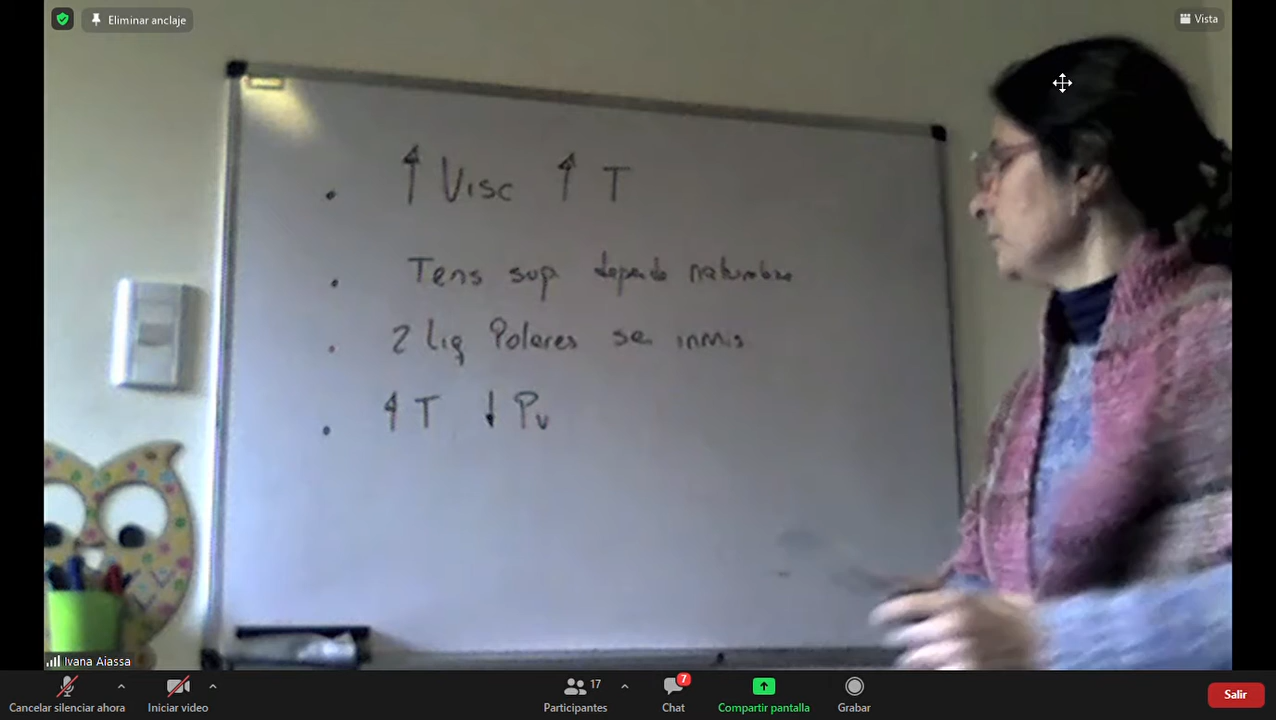 Eliminar anclaje
Vista
↑ Visc ↑ T
Tens sup depende naturaleza
2 Liq Polares son inmis
↑ T ↓ Pv
Ivana Aiassa
17
7
Cancelar silenciar ahora
Iniciar video
Participantes
Chat
Compartir pantalla
Grabar
Salir